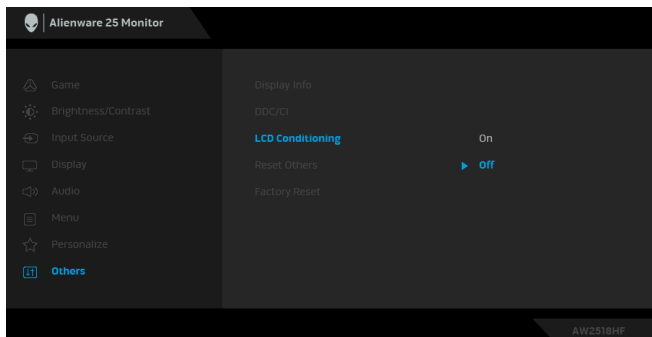 Alienware 25 Monitor
Game
Brightness/Contrast
Input Source
Display
Audio
Menu
Personalize
Others
Display Info
DDC/CI
LCD Conditioning
Reset Others
Factory Reset
On
Off
AW2518HF